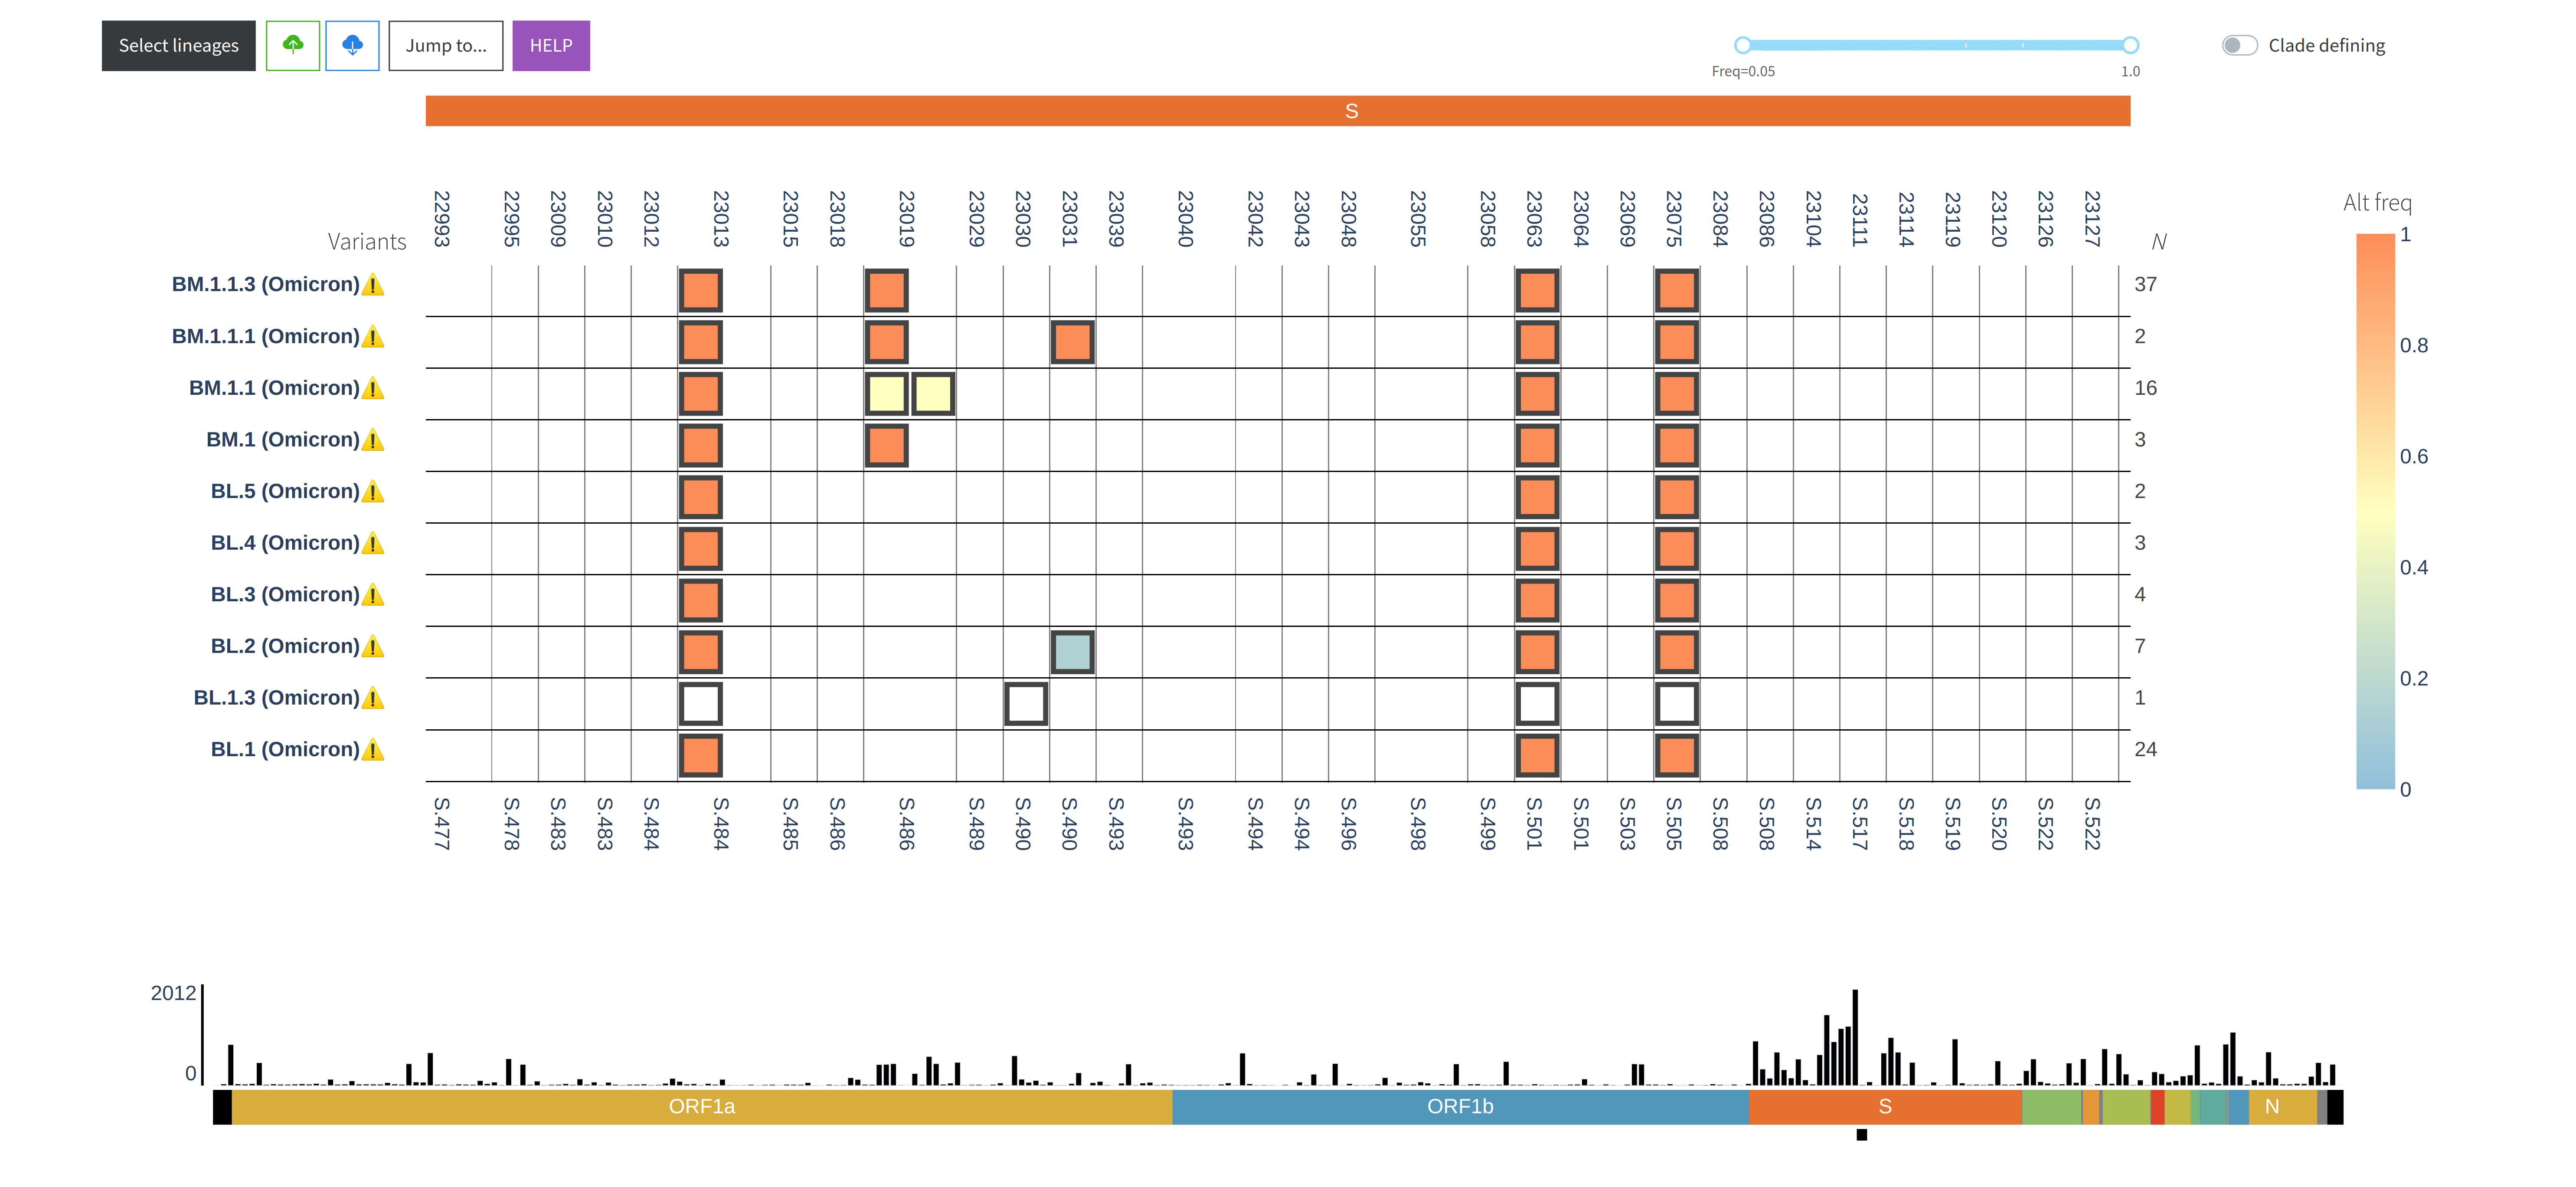 Select lineages Jump to... HELP Clade defining
Freq=0.05 1.0
S
Alt freq
Variants 22993 22995 23009 23010 23012 23013 23015 23018 23019 23029 23030 23031 23039 23040 23042 23043 23048 23055 23058 23063 23064 23069 23075 23084 23086 23104 23111 23114 23119 23120 23126 23127 N
BM.1.1.3 (Omicron)⚠️ 37
BM.1.1.1 (Omicron)⚠️ 2
BM.1.1 (Omicron)⚠️ 16
BM.1 (Omicron)⚠️ 3
BL.5 (Omicron)⚠️ 2
BL.4 (Omicron)⚠️ 3
BL.3 (Omicron)⚠️ 4
BL.2 (Omicron)⚠️ 7
BL.1.3 (Omicron)⚠️ 1
BL.1 (Omicron)⚠️ 24
1
0.8
0.6
0.4
0.2
0
S.477 S.478 S.483 S.483 S.484 S.484 S.485 S.486 S.486 S.489 S.490 S.490 S.493 S.493 S.494 S.494 S.496 S.498 S.499 S.501 S.501 S.503 S.505 S.508 S.508 S.514 S.517 S.518 S.519 S.520 S.522 S.522
2012
0
ORF1a ORF1b S N